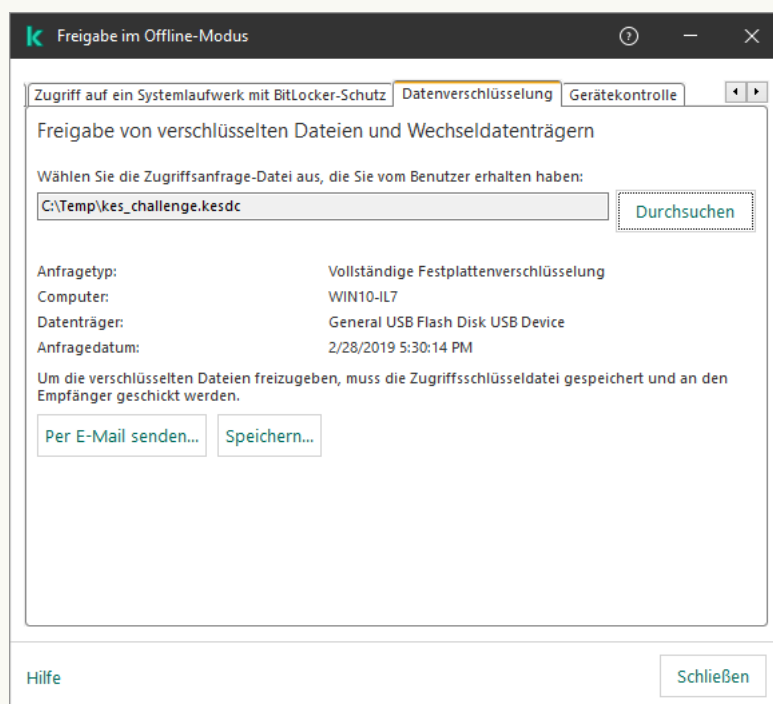 Freigabe im Offline-Modus
Zugriff auf ein Systemlaufwerk mit BitLocker-Schutz Datenverschlüsselung Gerätekontrolle
Freigabe von verschlüsselten Dateien und Wechseldatenträgern
Wählen Sie die Zugriffsanfrage-Datei aus, die Sie vom Benutzer erhalten haben:
C:\Temp\kes_challenge.kesdc Durchsuchen
Anfragetyp: Vollständige Festplattenverschlüsselung
Computer: WIN10-IL7
Datenträger: General USB Flash Disk USB Device
Anfragedatum: 2/28/2019 5:30:14 PM
Um die verschlüsselten Dateien freizugeben, muss die Zugriffsschlüsseldatei gespeichert und an den
Empfänger geschickt werden.
Per E-Mail senden... Speichern...
Hilfe Schließen